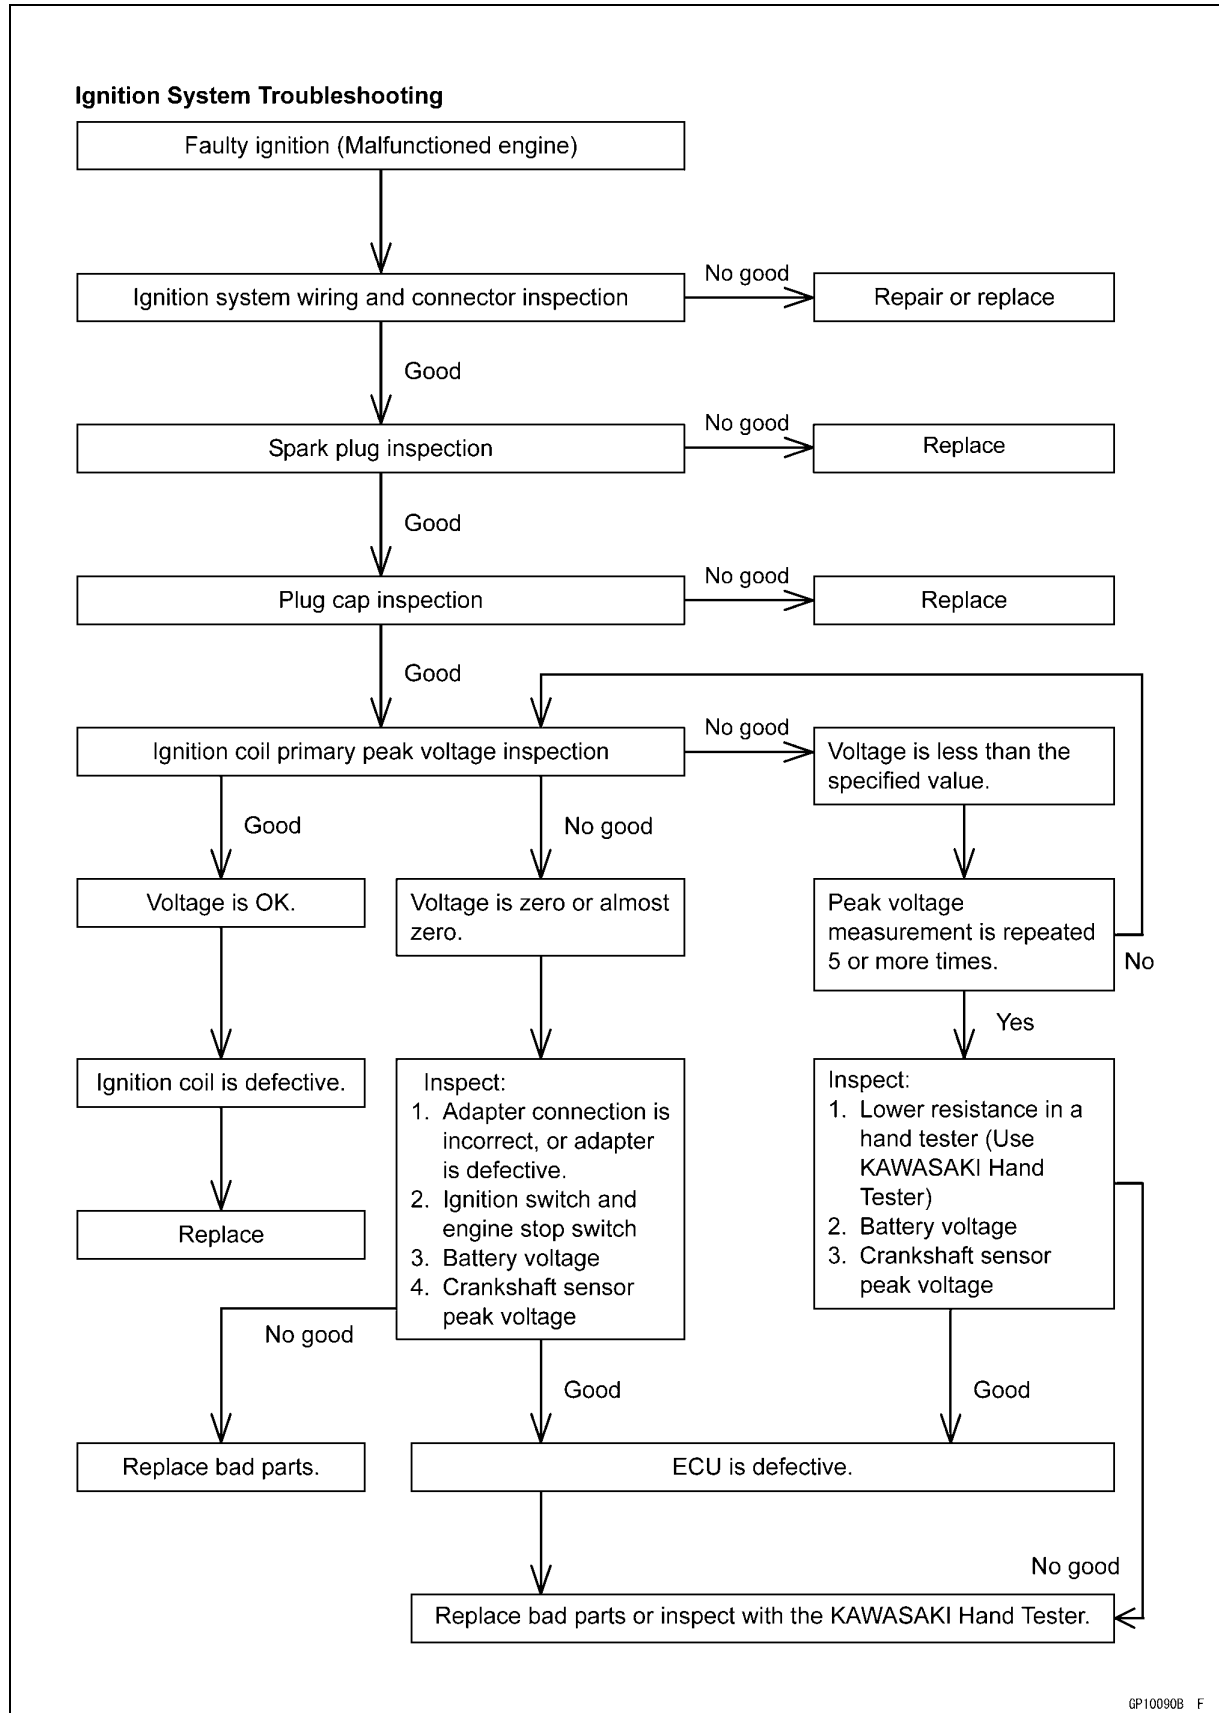 Ignition System Troubleshooting
Faulty ignition (Malfunctioned engine)
No good
Ignition system wiring and connector inspection
Repair or replace
Good
No good
Spark plug inspection
Replace
Good
No good
Plug cap inspection
Replace
Good
No good
Ignition coil primary peak voltage inspection
Voltage is less than the
specified value.
Good
No good
Voltage is OK.
Voltage is zero or almost
zero.
Peak voltage
measurement is repeated
5 or more times.
No
Yes
Ignition coil is defective.
Replace
Inspect:
1. Adapter connection is
incorrect, or adapter
is defective.
2. Ignition switch and
engine stop switch
3. Battery voltage
4. Crankshaft sensor
peak voltage
Inspect:
1. Lower resistance in a
hand tester (Use
KAWASAKI Hand
Tester)
2. Battery voltage
3. Crankshaft sensor
peak voltage
No good
Good
Good
Replace bad parts.
ECU is defective.
No good
Replace bad parts or inspect with the KAWASAKI Hand Tester.
GP10090B F